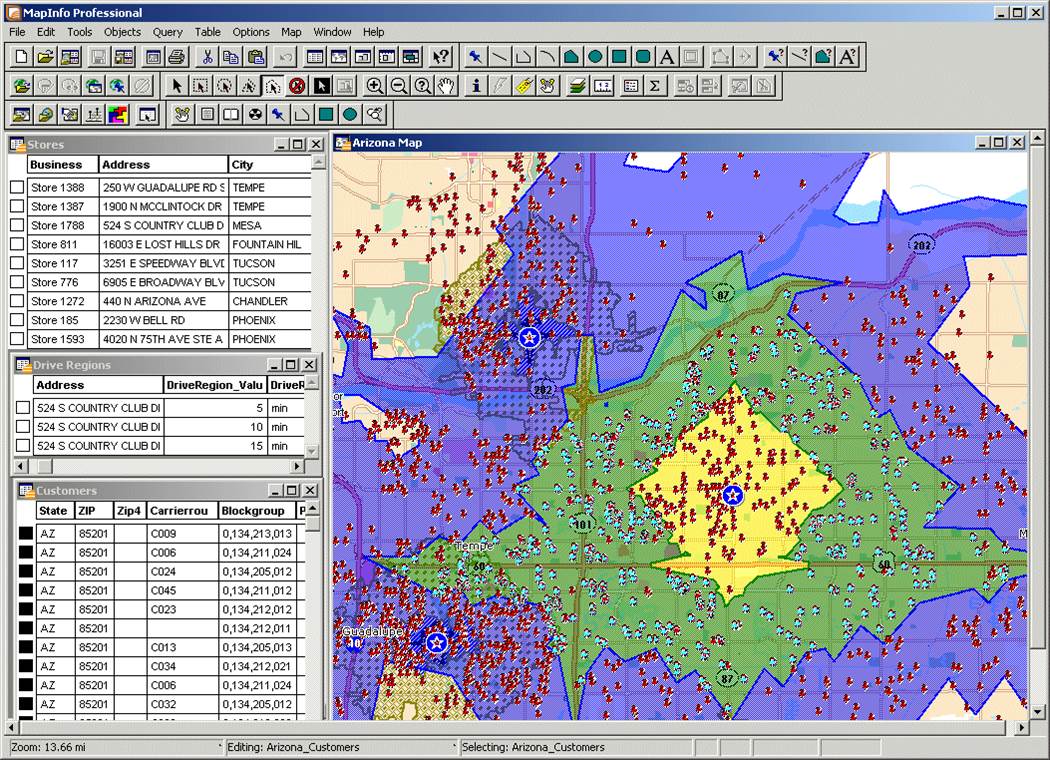 MapInfo Professional
File Edit Tools Objects Query Table Options Map Window Help
Stores
Business Address City
Store 1388 250 W GUADALUPE RD S TEMPE
Store 1387 1900 N MCCLINTOCK DR TEMPE
Store 1788 524 S COUNTRY CLUB D MESA
Store 811 16003 E LOST HILLS DR FOUNTAIN HIL
Store 117 3251 E SPEEDWAY BLVD TUCSON
Store 776 6905 E BROADWAY BLV TUCSON
Store 1272 440 N ARIZONA AVE CHANDLER
Store 185 2230 W BELL RD PHOENIX
Store 1593 4020 N 75TH AVE STE A PHOENIX
Drive Regions
Address DriveRegion_Valu DriveR
524 S COUNTRY CLUB DI 5 min
524 S COUNTRY CLUB DI 10 min
524 S COUNTRY CLUB DI 15 min
Customers
State ZIP Zip4 Carrierrou Blockgroup P
AZ 85201 C009 0,134,213,013
AZ 85201 C006 0,134,211,024
AZ 85201 C024 0,134,205,012
AZ 85201 C045 0,134,211,012
AZ 85201 C023 0,134,212,012
AZ 85201 0,134,212,011
AZ 85201 C013 0,134,205,013
AZ 85201 C034 0,134,212,021
AZ 85201 C006 0,134,211,024
AZ 85201 C032 0,134,205,012
Arizona Map
202
87
202
or
ort
101
M
Tempe
60
60
Guadalupe
10
87
Zoom: 13.66 mi Editing: Arizona_Customers Selecting: Arizona_Customers